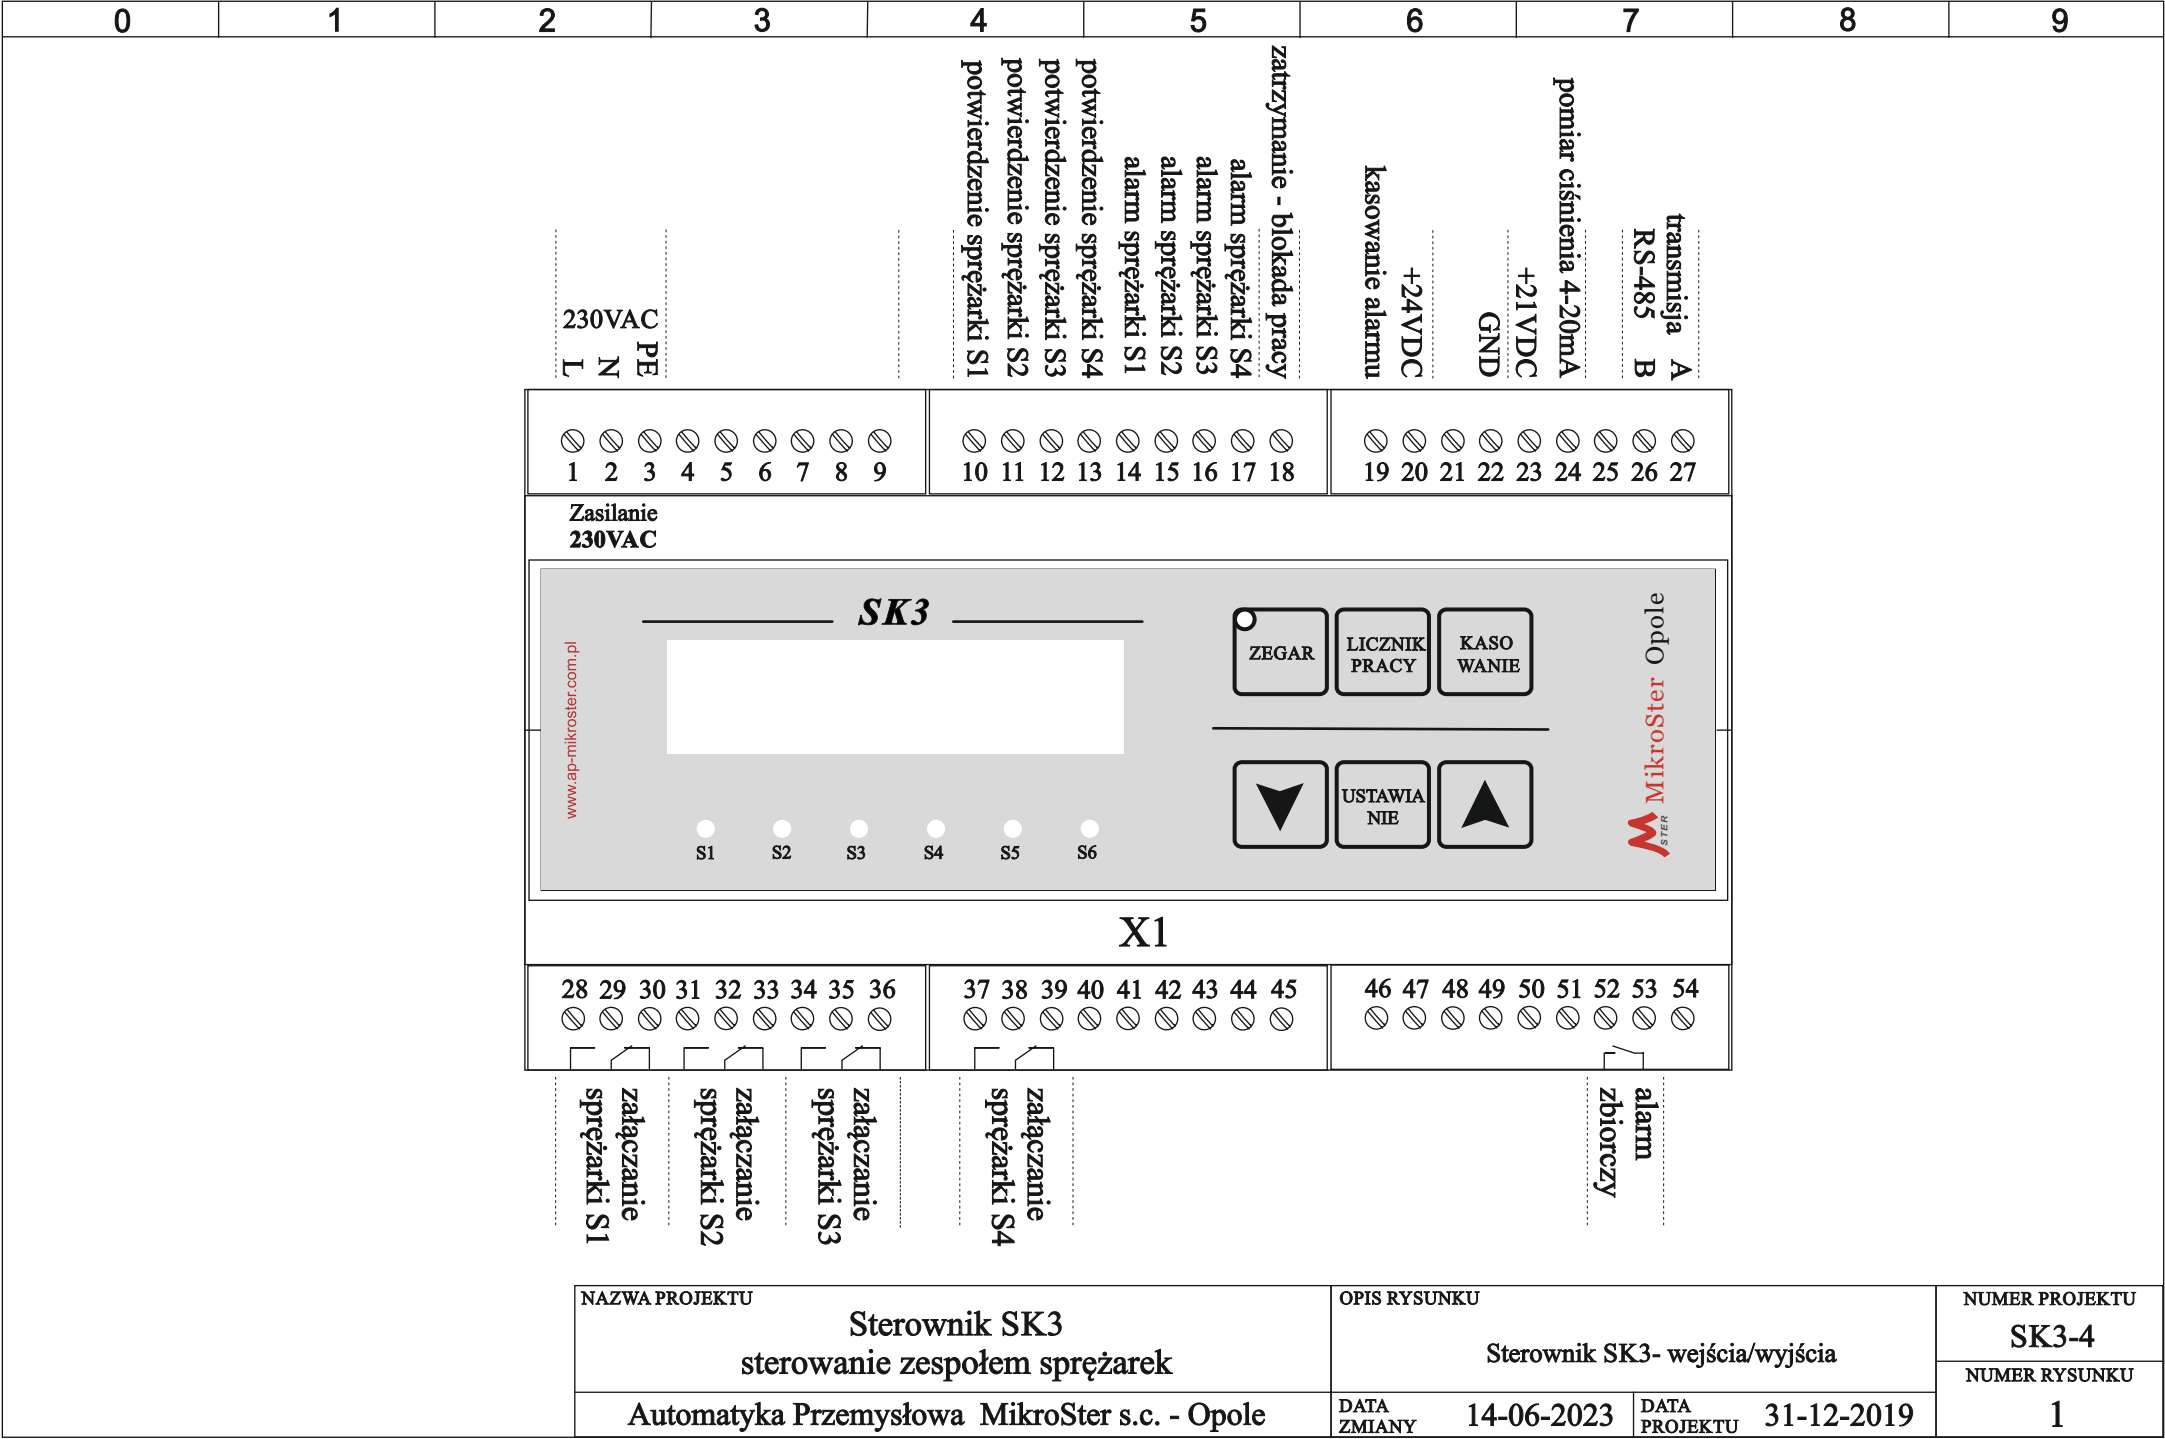 0 1 2 3 4 5 6 7 8 9
230VAC
L
N
PE
potwierdzenie sprężarki S1
potwierdzenie sprężarki S2
potwierdzenie sprężarki S3
potwierdzenie sprężarki S4
alarm sprężarki S1
alarm sprężarki S2
alarm sprężarki S3
alarm sprężarki S4
zatrzymanie - blokada pracy
kasowanie alarmu
+24VDC
GND
+21VDC
pomiar ciśnienia 4-20mA
transmisja A
RS-485 B
1 2 3 4 5 6 7 8 9 10 11 12 13 14 15 16 17 18 19 20 21 22 23 24 25 26 27
Zasilanie
230VAC
www.ap-mikroster.com.pl
SK3
S1 S2 S3 S4 S5 S6
ZEGAR
LICZNIK
PRACY
KASO
WANIE
USTAWIA
NIE
STER
MikroSter Opole
X1
28 29 30 31 32 33 34 35 36 37 38 39 40 41 42 43 44 45 46 47 48 49 50 51 52 53 54
załączanie
sprężarki S1
załączanie
sprężarki S2
załączanie
sprężarki S3
załączanie
sprężarki S4
alarm
zbiorczy
NAZWA PROJEKTU
Sterownik SK3
sterowanie zespołem sprężarek
Automatyka Przemysłowa MikroSter s.c. - Opole
OPIS RYSUNKU
Sterownik SK3- wejścia/wyjścia
DATA
ZMIANY
14-06-2023
DATA
PROJEKTU
31-12-2019
NUMER PROJEKTU
SK3-4
NUMER RYSUNKU
1